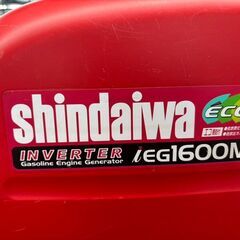 shindaiwa
ECO
INVERTER
Gasoline Engine Generator
iEG1600M